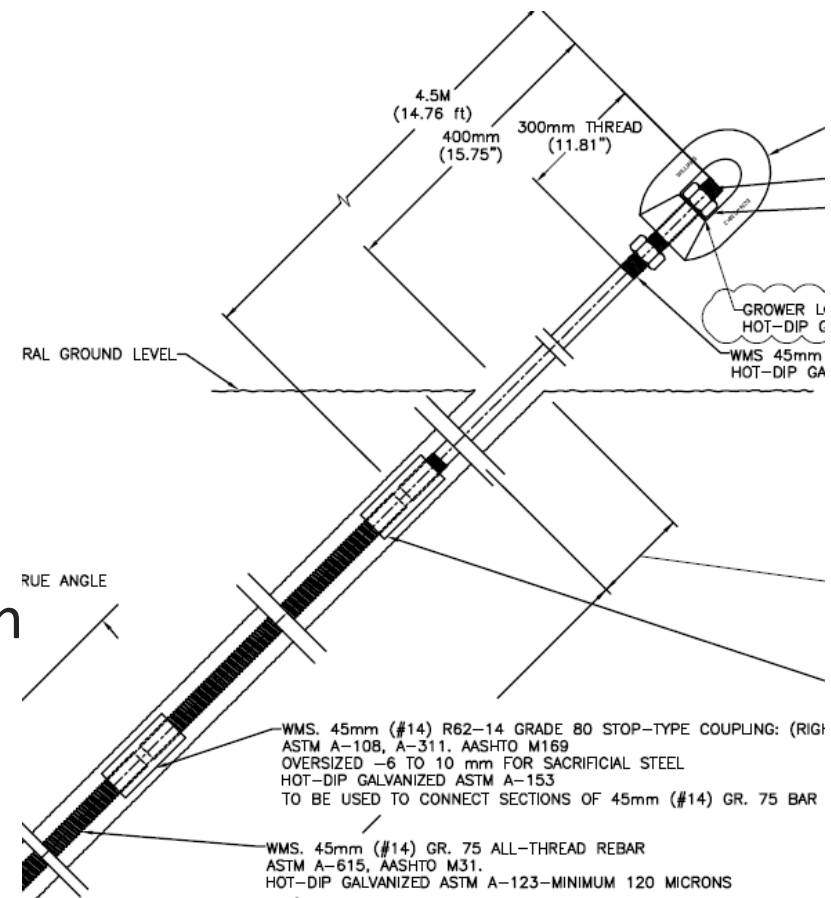 4.5M
(14.76 ft)
400mm
(15.75")
300mm THREAD
(11.81")
GROWER L
HOT-DIP G
WMS 45mm
HOT-DIP GA
RAL GROUND LEVEL
RUE ANGLE
n
WMS. 45mm (#14) R62-14 GRADE 80 STOP-TYPE COUPLING: (RIGH
ASTM A-108, A-311. AASHTO M169
OVERSIZED -6 TO 10 mm FOR SACRIFICIAL STEEL
HOT-DIP GALVANIZED ASTM A-153
TO BE USED TO CONNECT SECTIONS OF 45mm (#14) GR. 75 BAR
WMS. 45mm (#14) GR. 75 ALL-THREAD REBAR
ASTM A-615, AASHTO M31.
HOT-DIP GALVANIZED ASTM A-123-MINIMUM 120 MICRONS